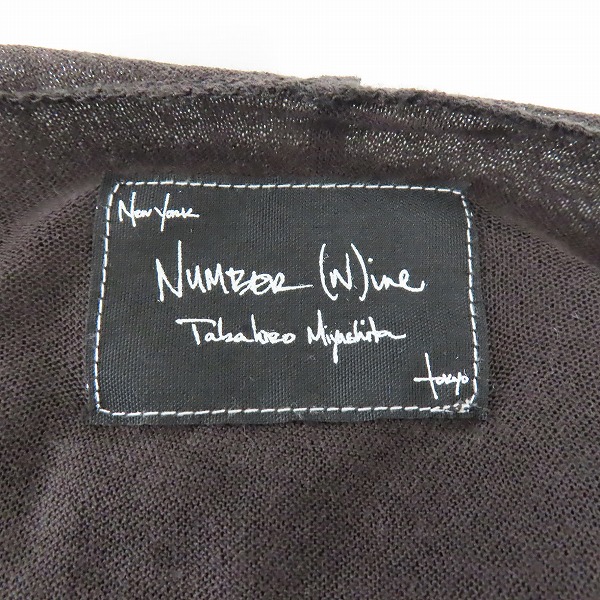 New York
NUMBER (N)ine
Takahiro Miyashita
tokyo